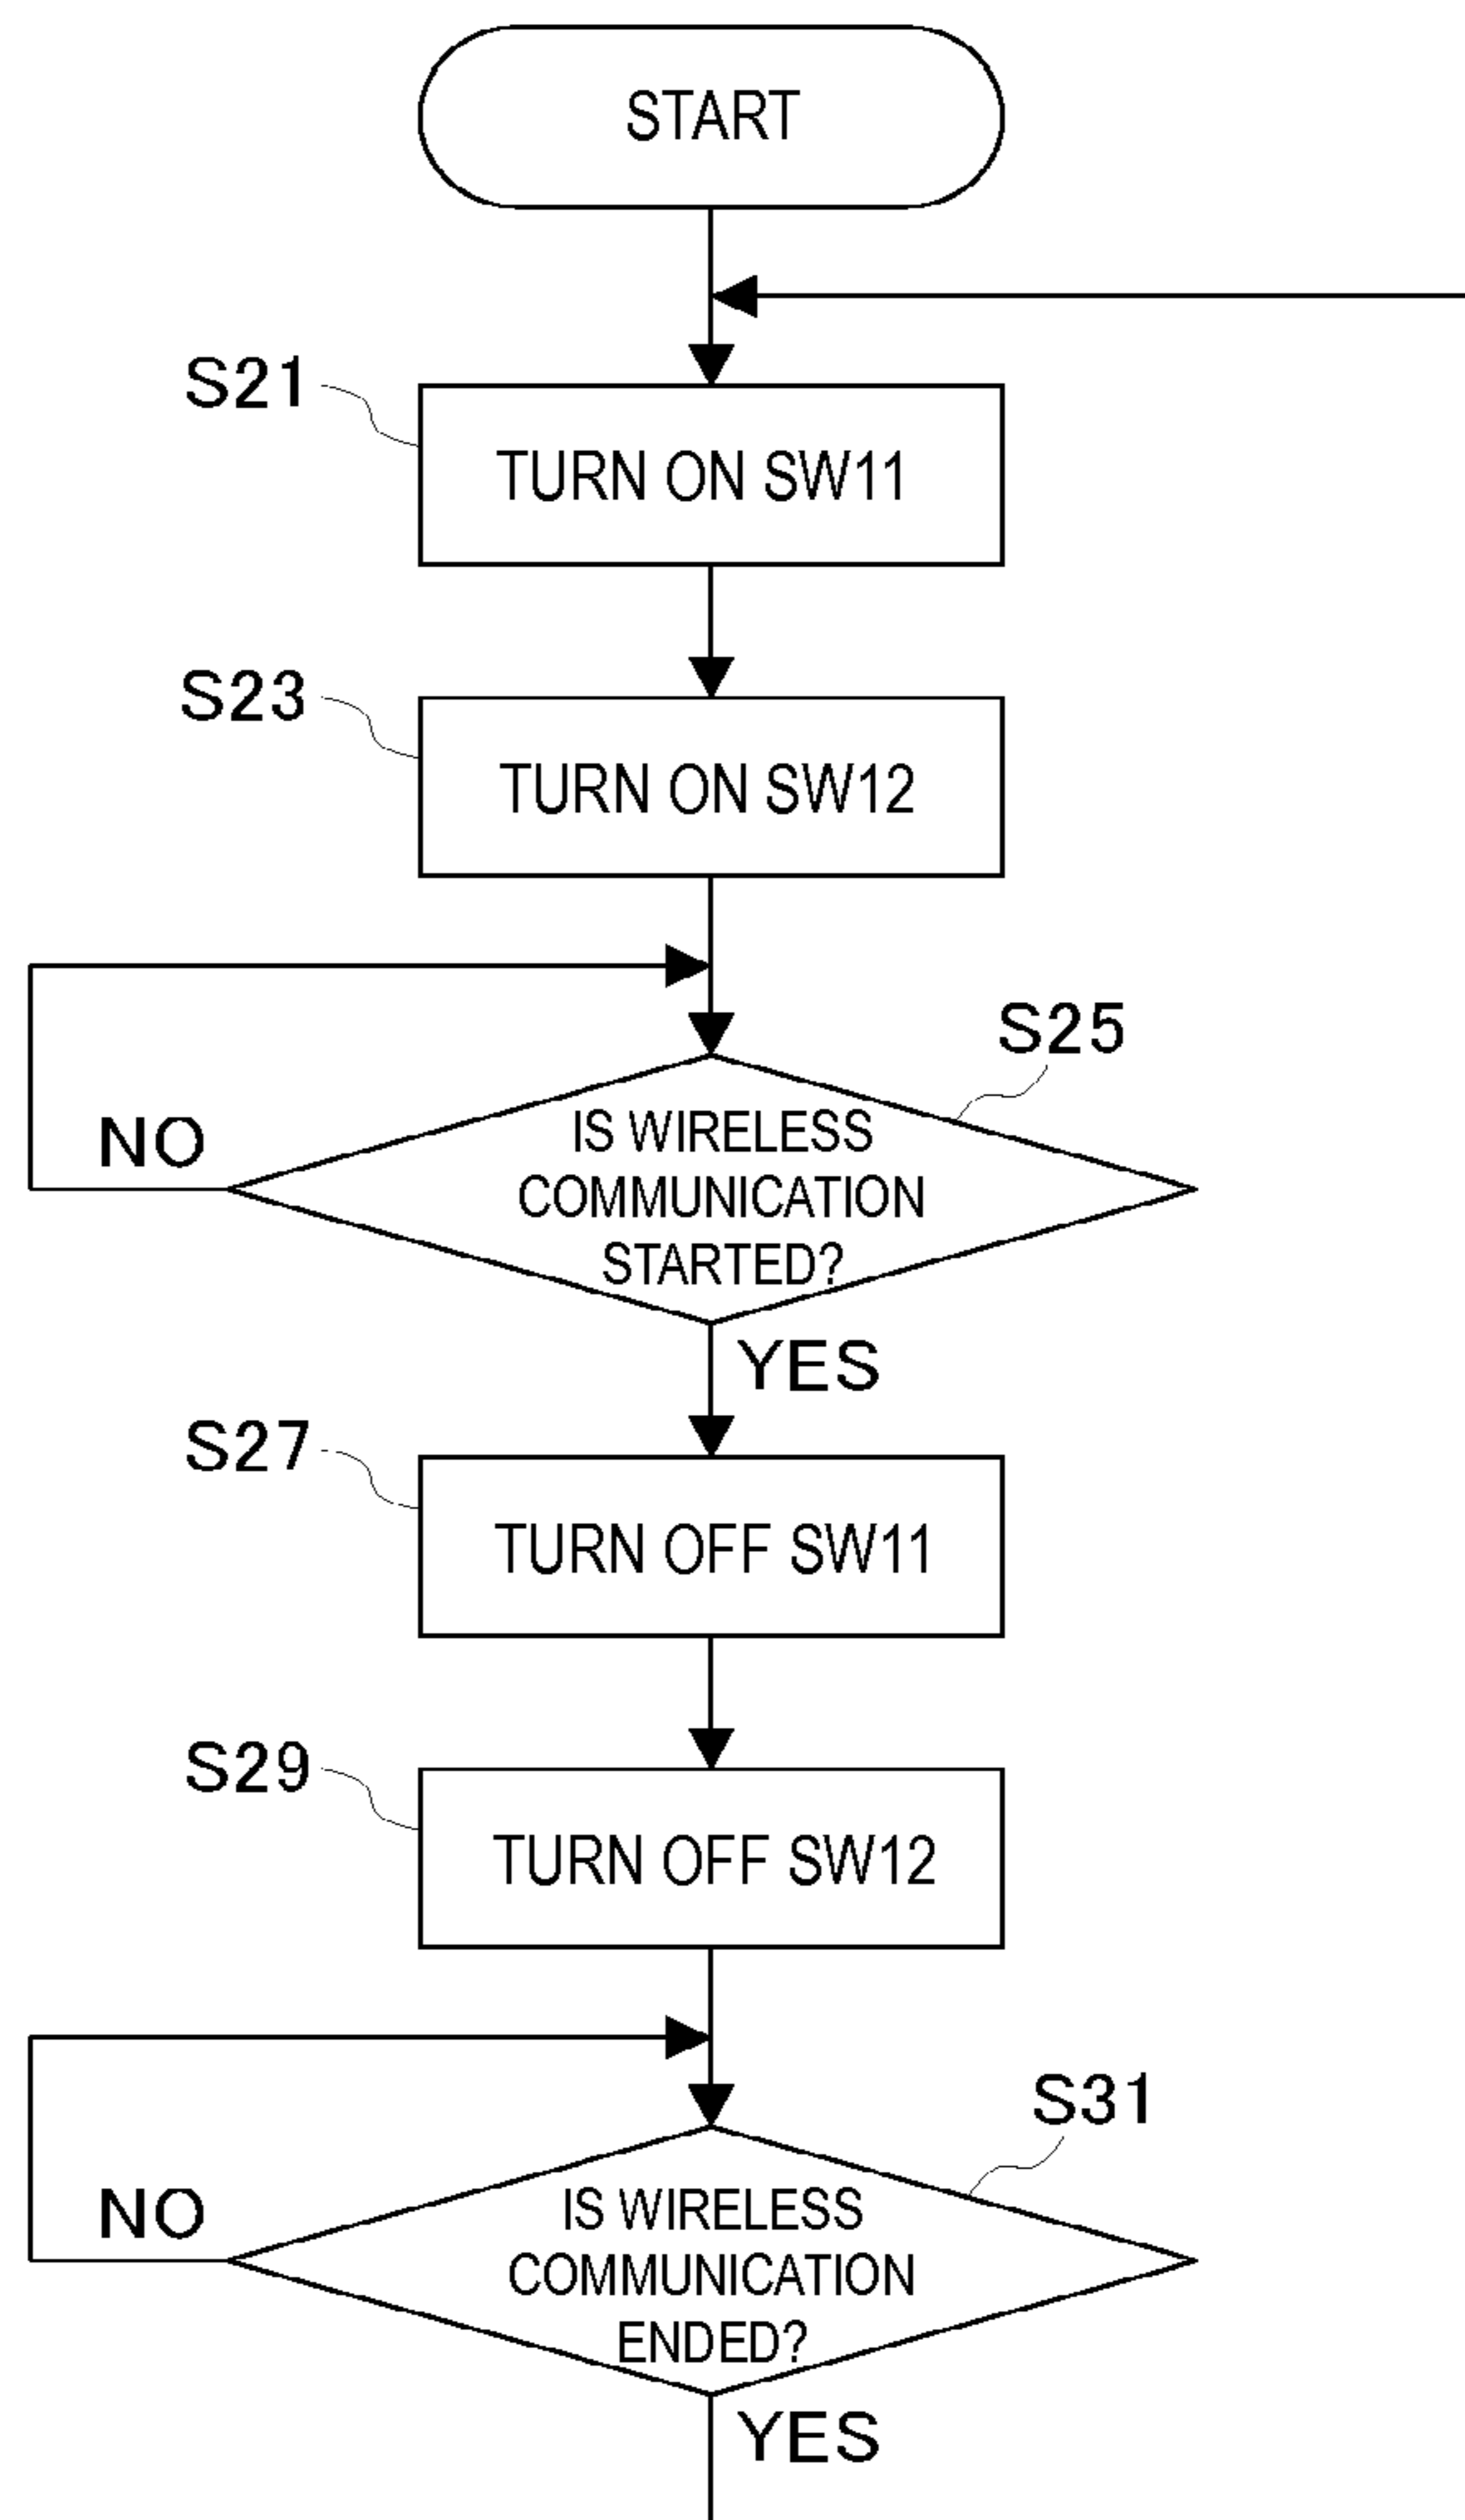 START
S21
TURN ON SW11
S23
TURN ON SW12
S25
NO
IS WIRELESS
COMMUNICATION
STARTED?
YES
S27
TURN OFF SW11
S29
TURN OFF SW12
S31
NO
IS WIRELESS
COMMUNICATION
ENDED?
YES